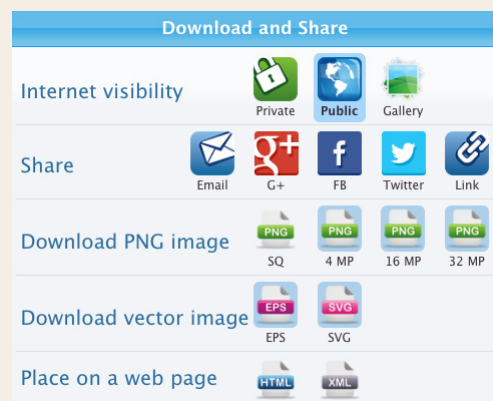 Download and Share
Internet visibility
Private Public Gallery
Share
g+ f
Email G+ FB Twitter Link
Download PNG image
PNG PNG PNG PNG
SQ 4 MP 16 MP 32 MP
Download vector image
EPS SVG
EPS SVG
Place on a web page
HTML XML